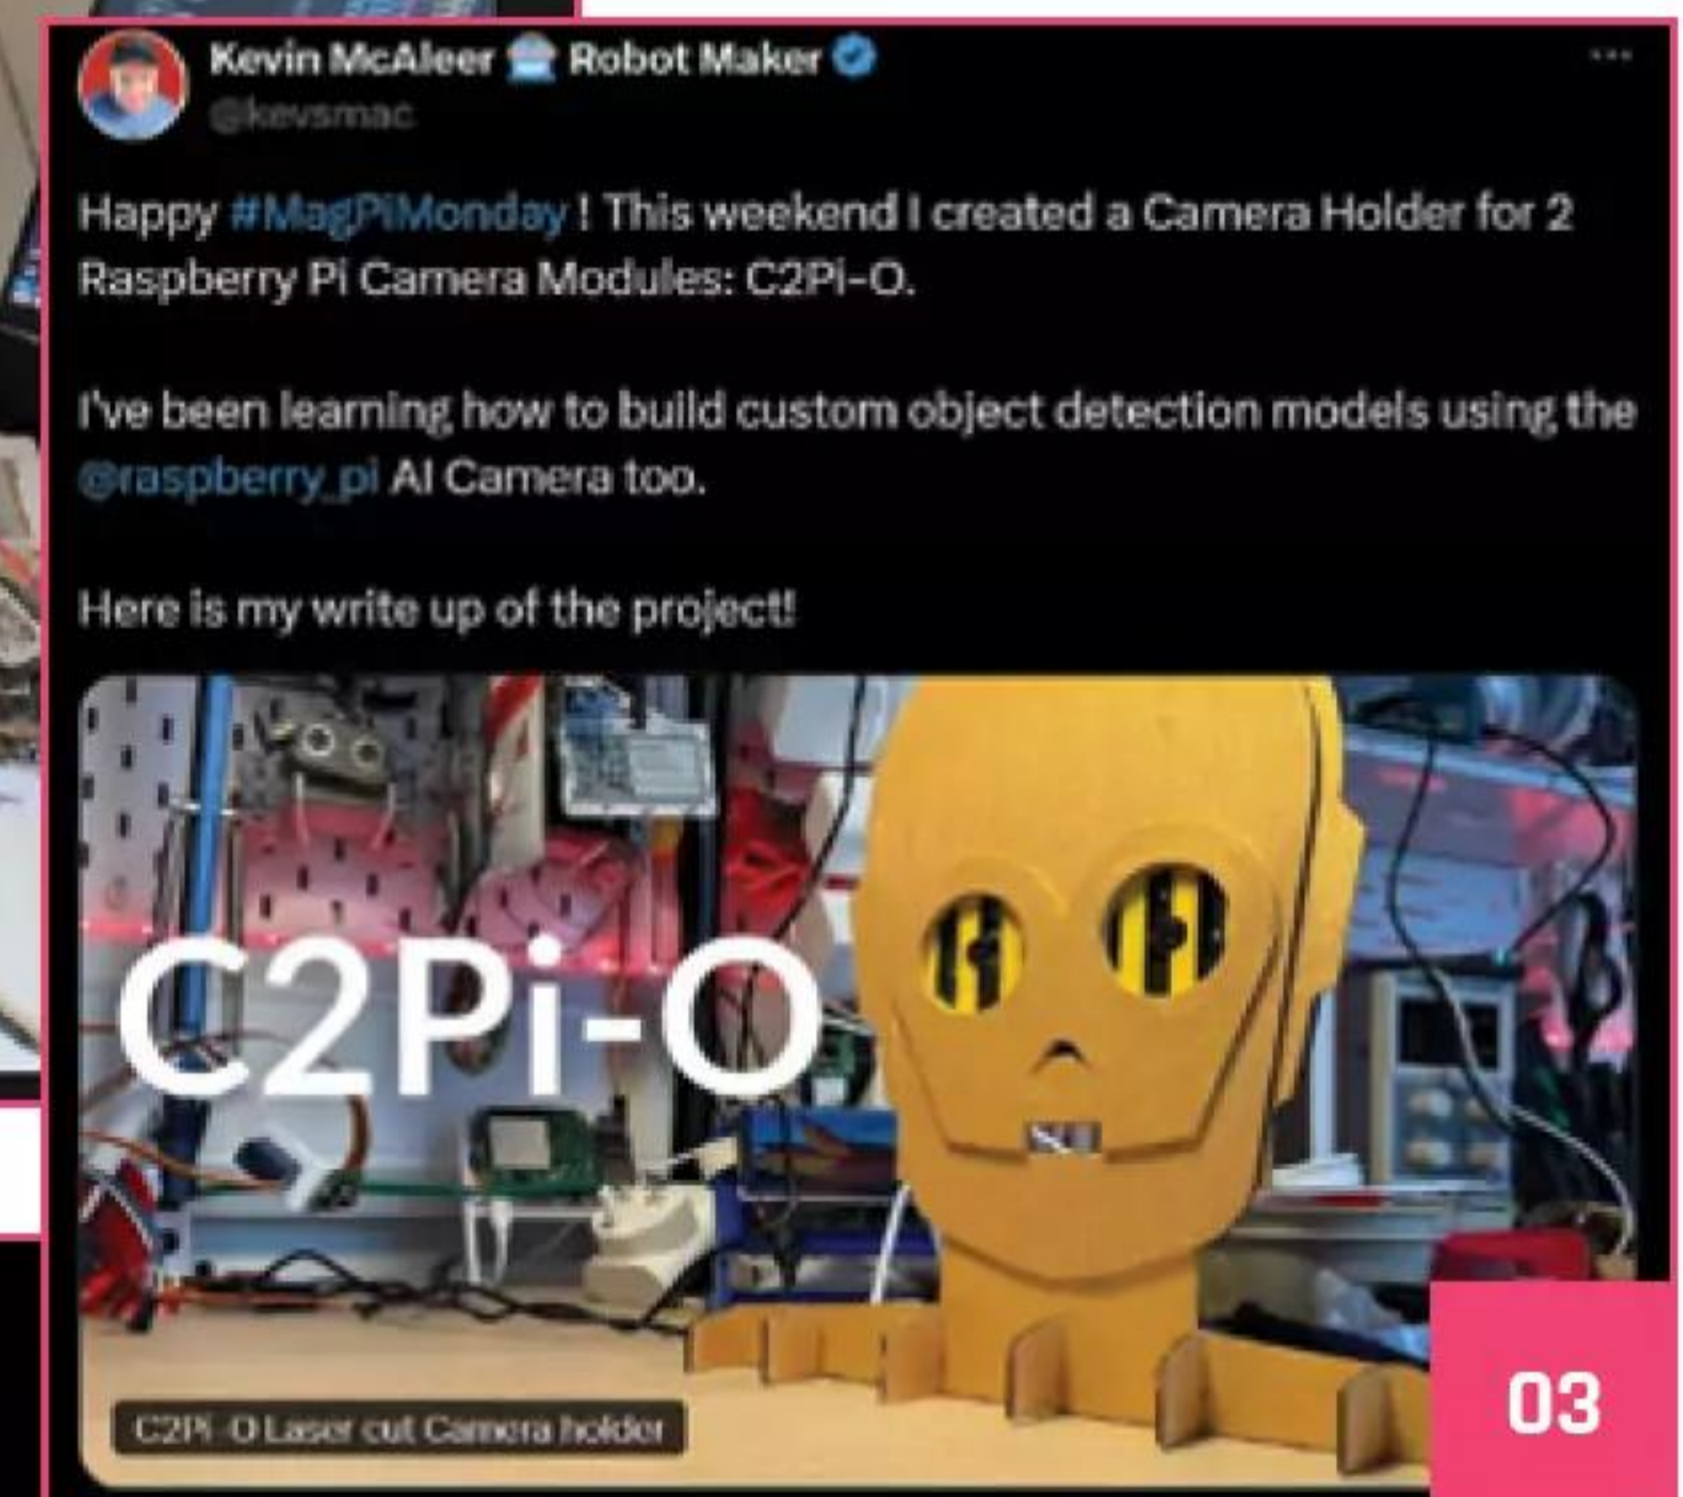 Kevin McAleer 🤖 Robot Maker
@kevsmac
Happy #MagPiMonday ! This weekend I created a Camera Holder for 2
Raspberry Pi Camera Modules: C2Pi-O.
I've been learning how to build custom object detection models using the
@raspberry_pi AI Camera too.
Here is my write up of the project!
C2Pi-O
C2Pi-O Laser cut Camera holder
03